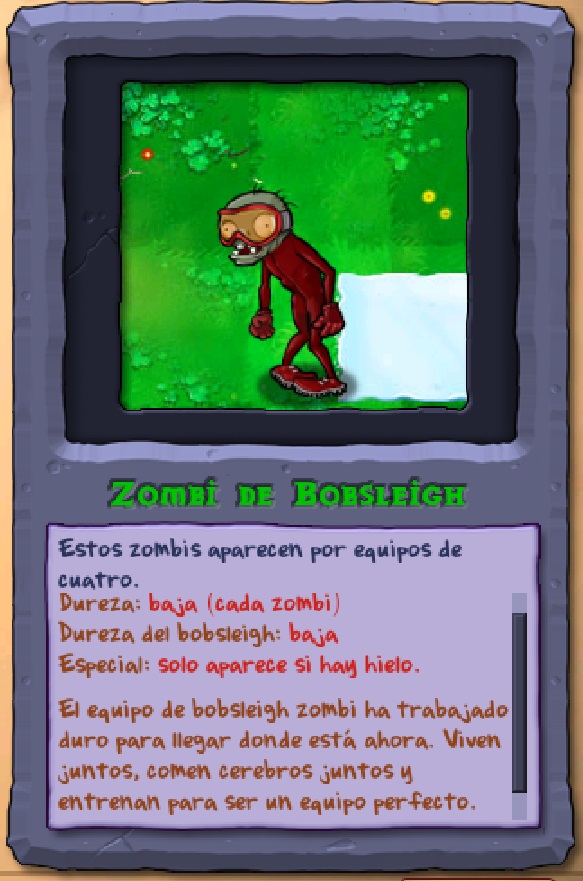 Zombi de Bobsleigh
Estos zombis aparecen por equipos de
cuatro.
Dureza: baja (cada zombi)
Dureza del bobsleigh: baja
Especial: solo aparece si hay hielo.
El equipo de bobsleigh zombi ha trabajado
duro para llegar donde está ahora. Viven
juntos, comen cerebros juntos y
entrenan para ser un equipo perfecto.